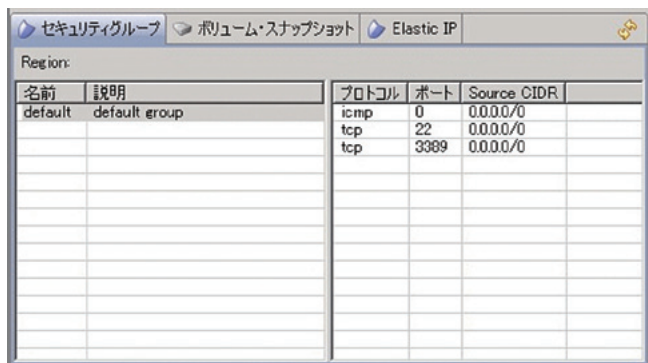 セキュリティグループ ボリューム・スナップショット Elastic IP
Region:
名前 説明 プロトコル ポート Source CIDR
default default group icmp 0 0.0.0.0/0
tcp 22 0.0.0.0/0
tcp 3389 0.0.0.0/0